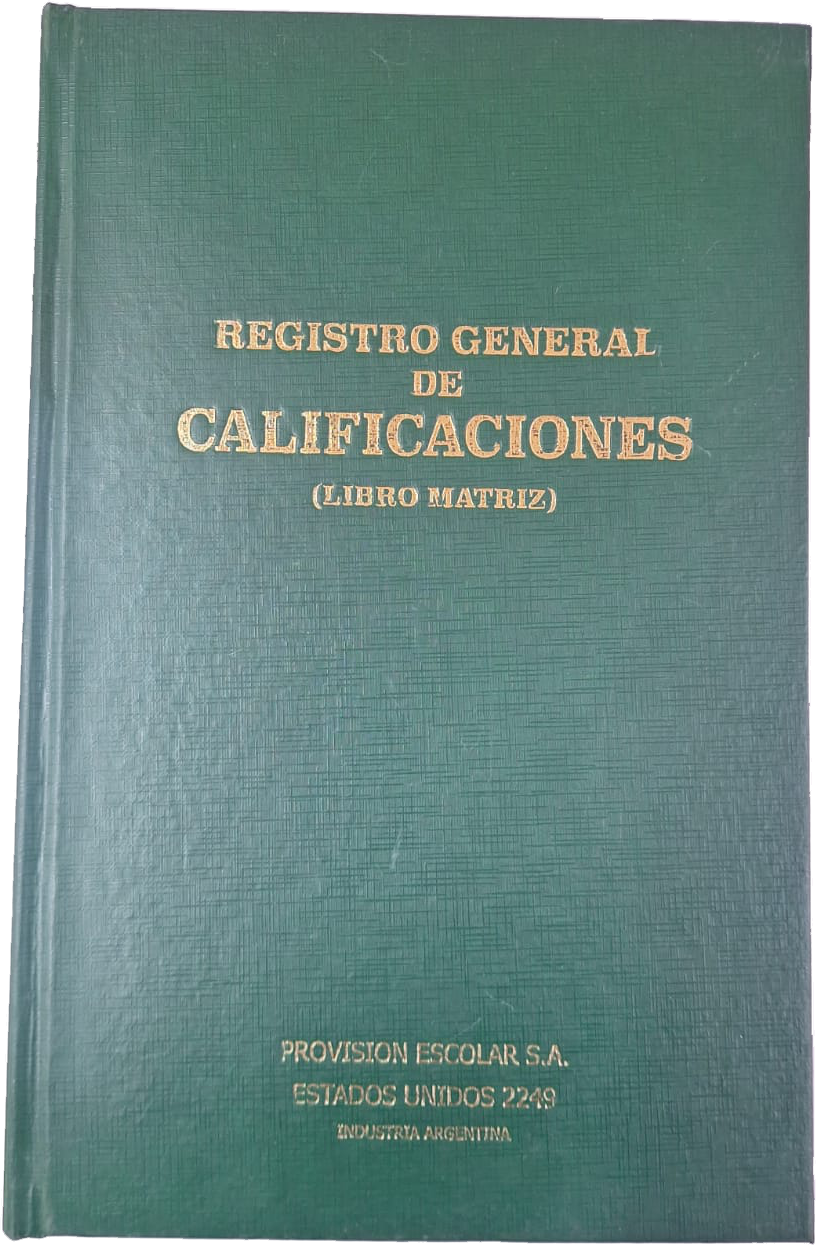 REGISTRO GENERAL
DE
CALIFICACIONES
(LIBRO MATRIZ)
PROVISION ESCOLAR S.A.
ESTADOS UNIDOS 2249
INDUSTRIA ARGENTINA